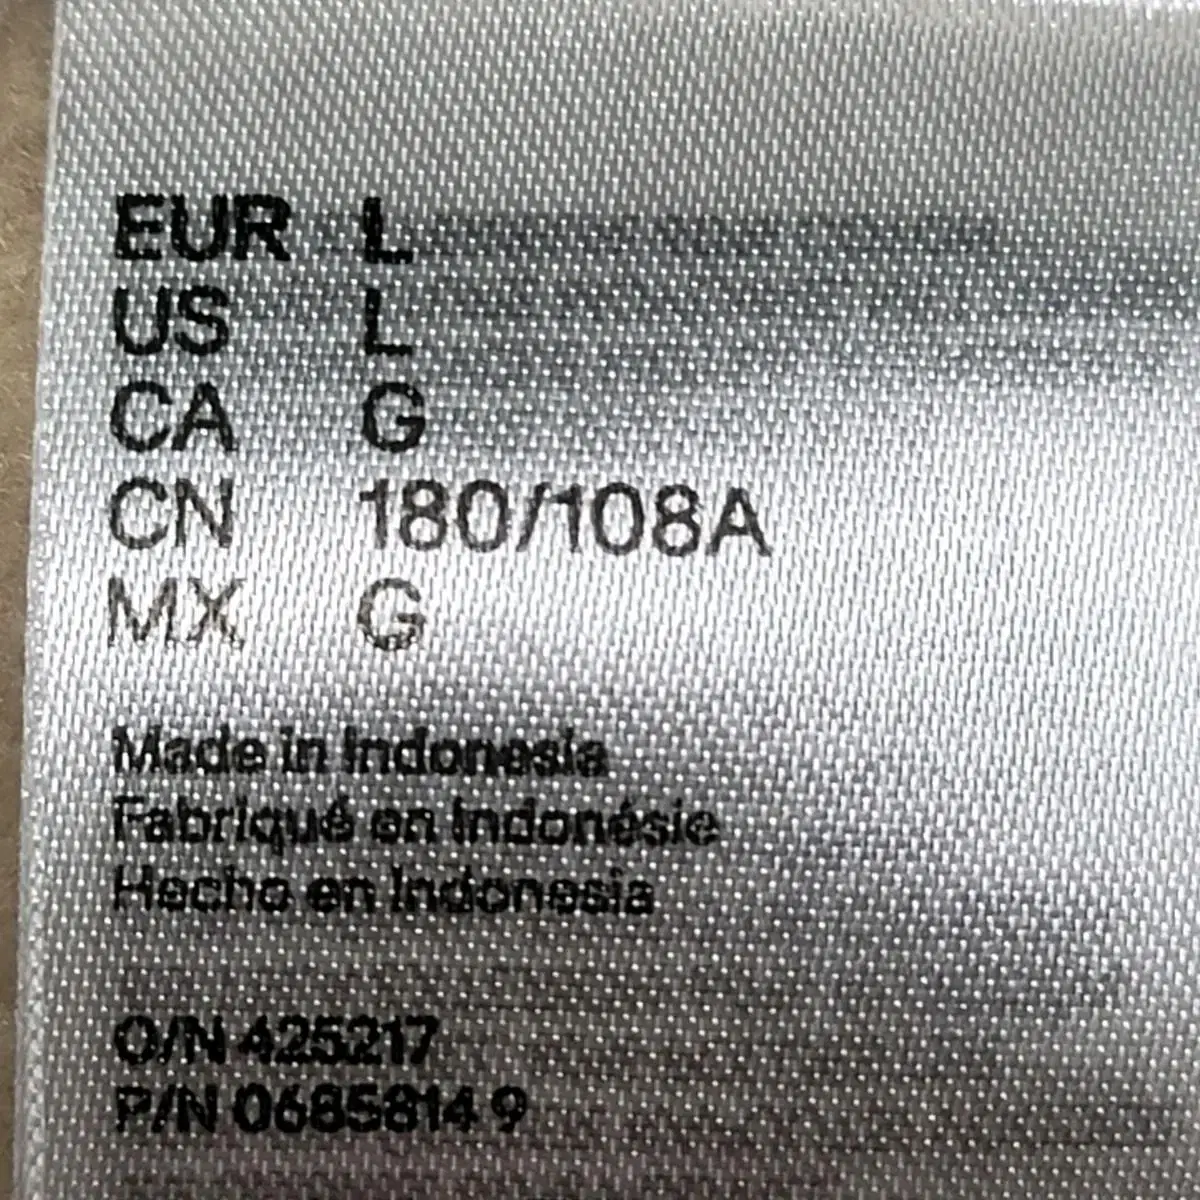 EUR L
US L
CA G
CN 180/108A
MX G
Made in Indonesia
Fabriqué en Indonésie
Hecho en Indonesia
O/N 425217
P/N 0685814 9